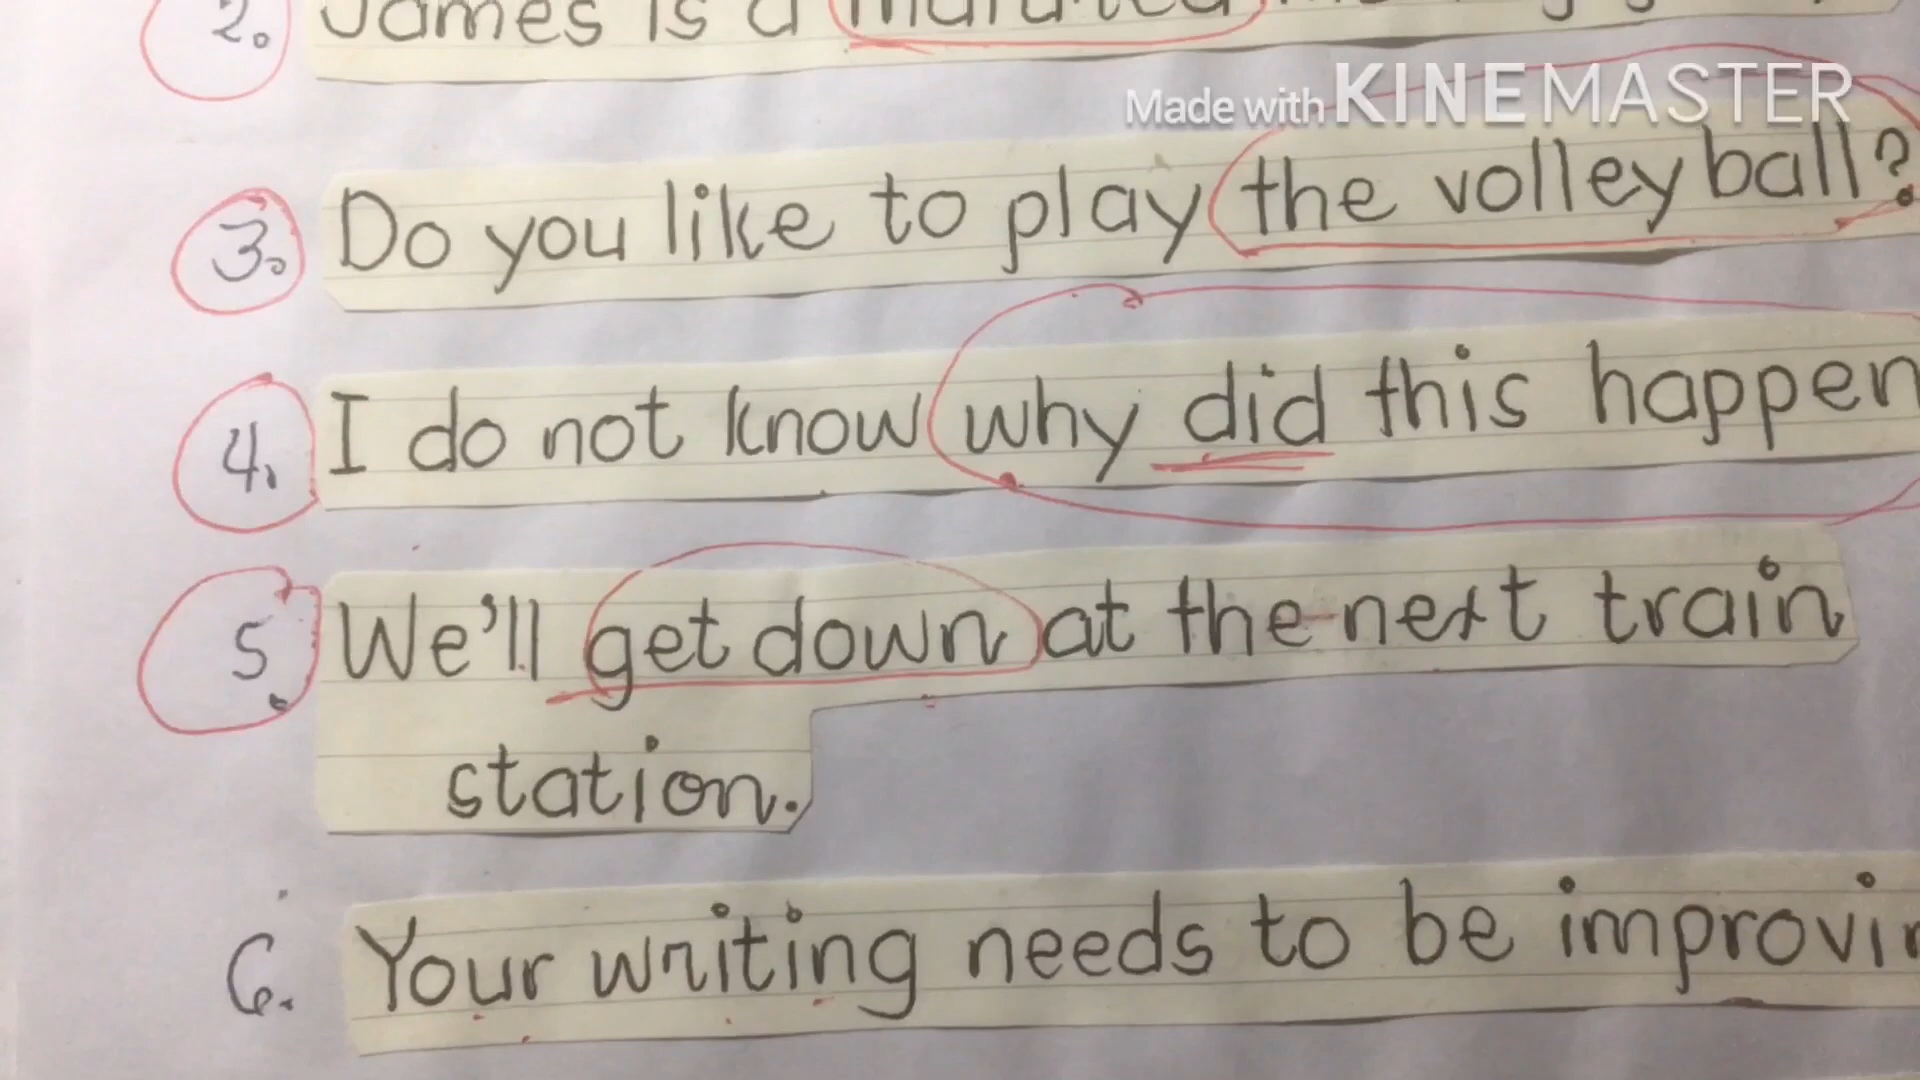 2. James is a
Made with KINEMASTER
3. Do you like to play the volleyball?
4. I do not know why did this happen
5. We'll get down at the next train
station.
6. Your writing needs to be